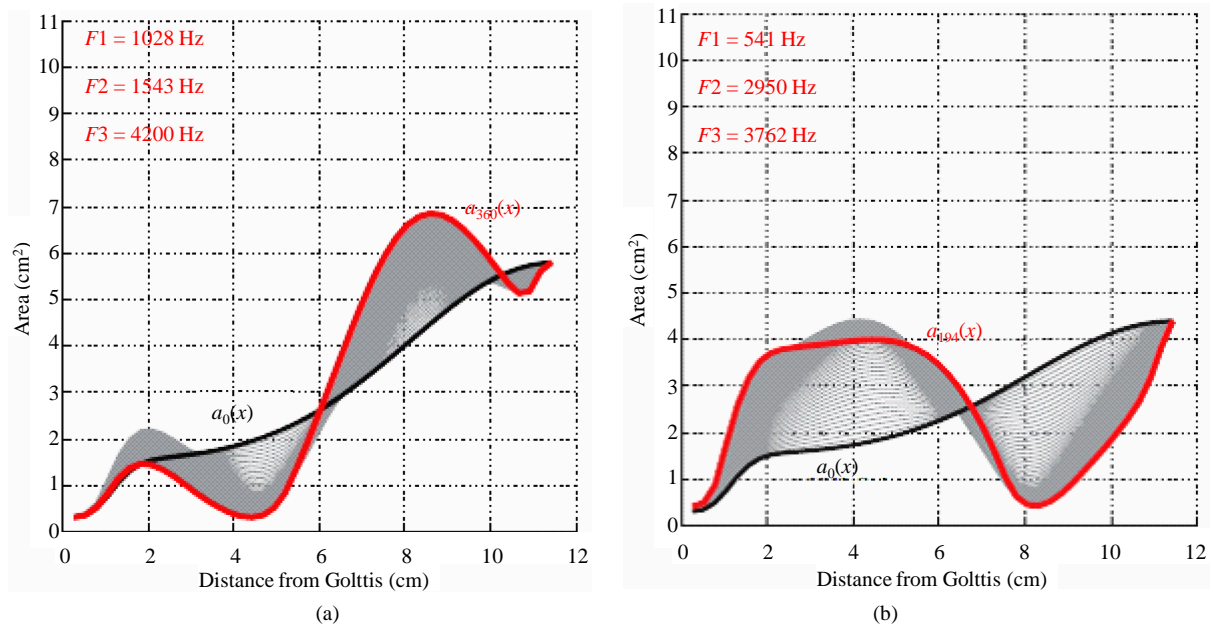 F1 = 1028 Hz
F2 = 1543 Hz
F3 = 4200 Hz
11
10
9
8
7
6
5
4
3
2
1
0
Area (cm²)
a₃₆₀(x)
a₀(x)
0 2 4 6 8 10 12
Distance from Golttis (cm)
(a)
F1 = 541 Hz
F2 = 2950 Hz
F3 = 3762 Hz
11
10
9
8
7
6
5
4
3
2
1
0
Area (cm²)
a₁₉₄(x)
a₀(x)
0 2 4 6 8 10 12
Distance from Golttis (cm)
(b)